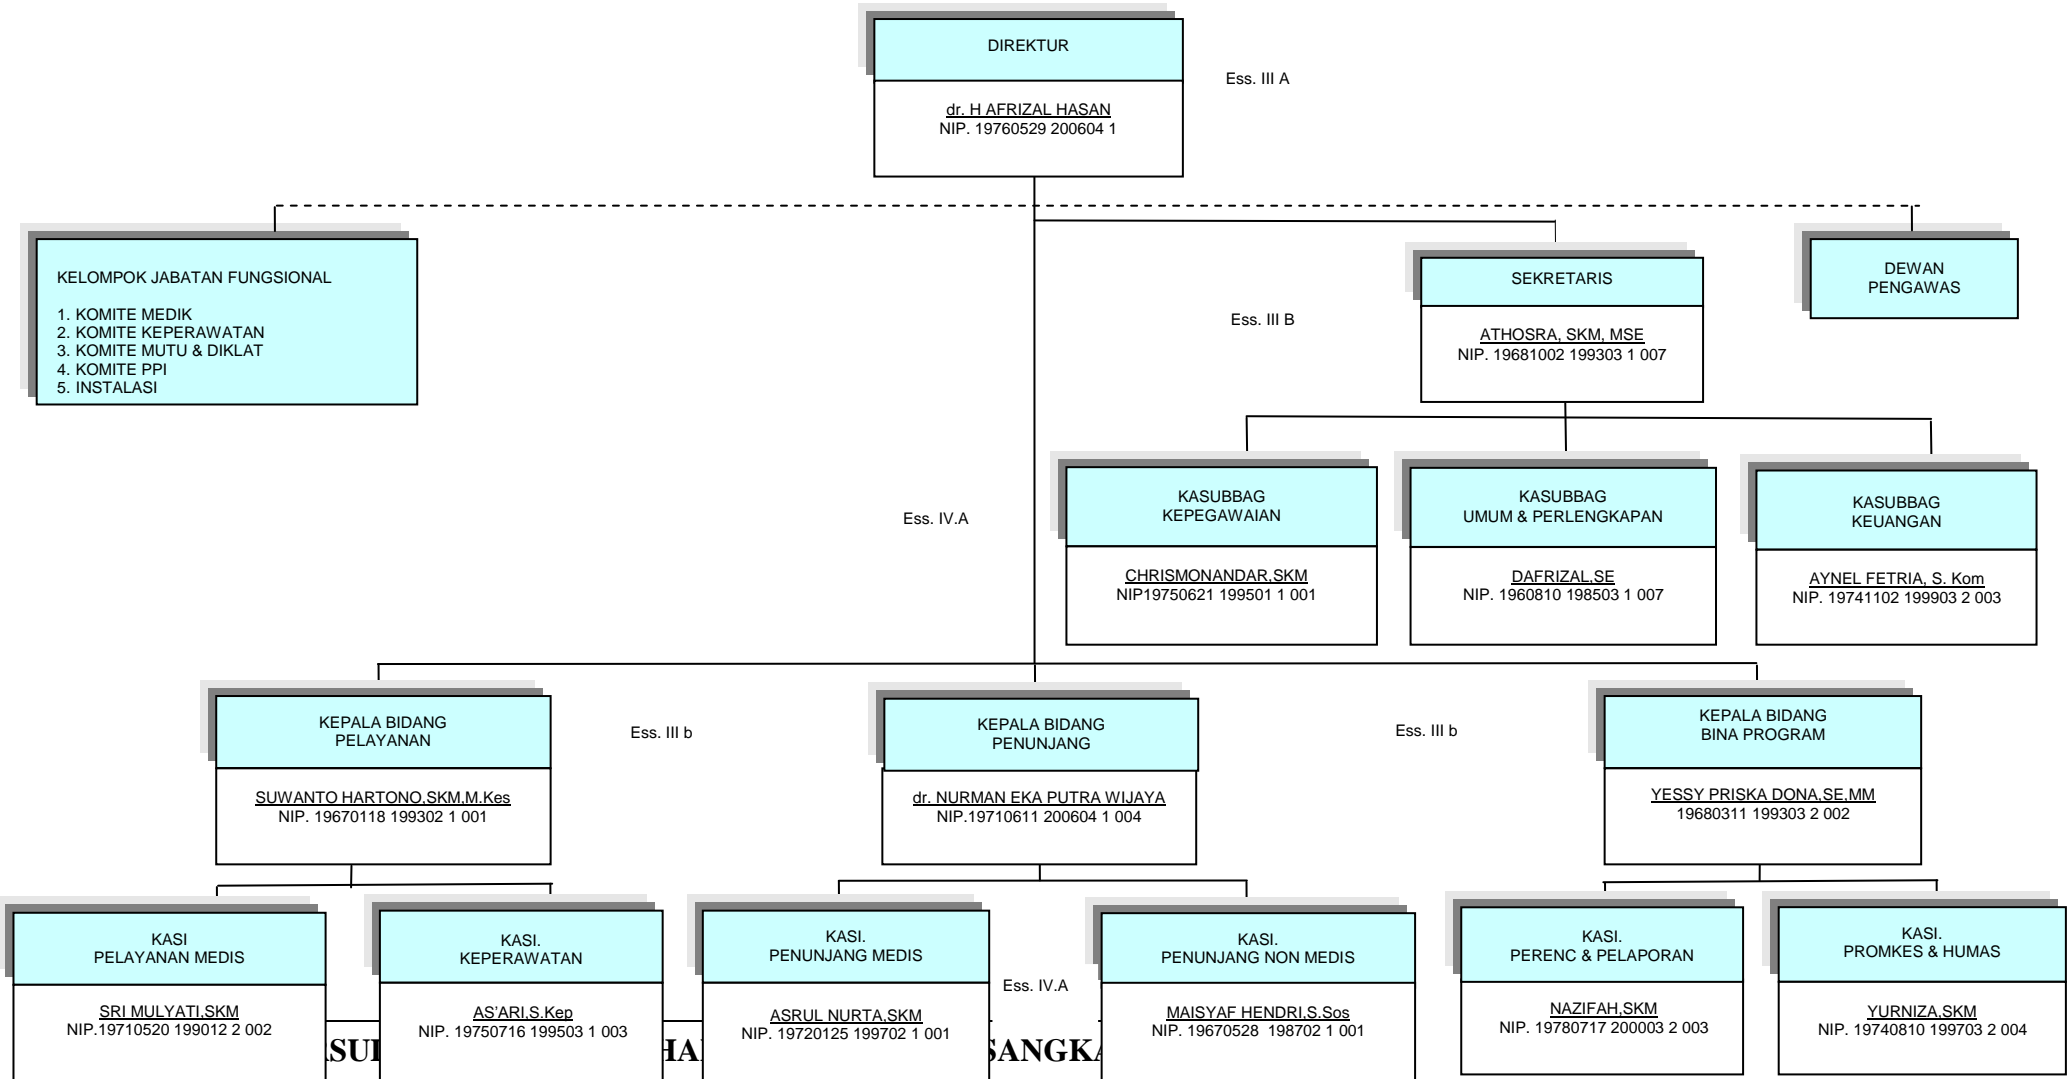 DIREKTUR
Ess. III A
dr. H AFRIZAL HASAN
NIP. 19760529 200604 1
KELOMPOK JABATAN FUNGSIONAL
1. KOMITE MEDIK
2. KOMITE KEPERAWATAN
3. KOMITE MUTU & DIKLAT
4. KOMITE PPI
5. INSTALASI
Ess. III B
SEKRETARIS
ATHOSRA, SKM, MSE
NIP. 19681002 199303 1 007
DEWAN
PENGAWAS
Ess. IV.A
KASUBBAG
KEPEGAWAIAN
CHRISMONANDAR,SKM
NIP19750621 199501 1 001
KASUBBAG
UMUM & PERLENGKAPAN
DAFRIZAL,SE
NIP. 1960810 198503 1 007
KASUBBAG
KEUANGAN
AYNEL FETRIA, S. Kom
NIP. 19741102 199903 2 003
KEPALA BIDANG
PELAYANAN
SUWANTO HARTONO,SKM,M.Kes
NIP. 19670118 199302 1 001
Ess. III b
KEPALA BIDANG
PENUNJANG
dr. NURMAN EKA PUTRA WIJAYA
NIP.19710611 200604 1 004
Ess. III b
KEPALA BIDANG
BINA PROGRAM
YESSY PRISKA DONA,SE,MM
19680311 199303 2 002
KASI
PELAYANAN MEDIS
SRI MULYATI,SKM
NIP.19710520 199012 2 002
KASI.
KEPERAWATAN
AS'ARI,S.Kep
NIP. 19750716 199503 1 003
KASI.
PENUNJANG MEDIS
ASRUL NURTA,SKM
NIP. 19720125 199702 1 001
Ess. IV.A
KASI.
PENUNJANG NON MEDIS
MAISYAF HENDRI,S.Sos
NIP. 19670528 198702 1 001
KASI.
PERENC & PELAPORAN
NAZIFAH,SKM
NIP. 19780717 200003 2 003
KASI.
PROMKES & HUMAS
YURNIZA,SKM
NIP. 19740810 199703 2 004